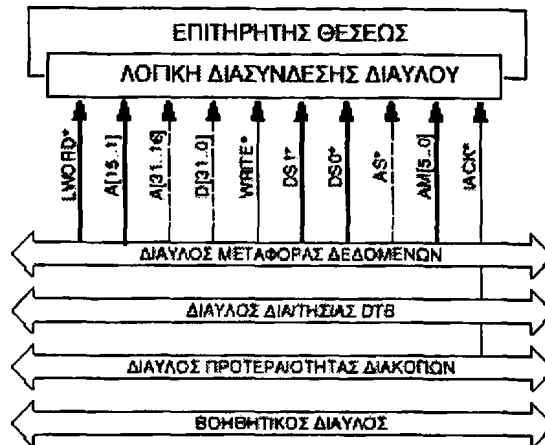 ΕΠΙΤΗΡΗΤΗΣ ΘΕΣΕΩΣ
ΛΟΓΙΚΗ ΔΙΑΣΥΝΔΕΣΗΣ ΔΙΑΥΛΟΥ
LWORD*
A[15..1]
A[31..16]
D[31..0]
WRITE*
DS1*
DS0*
AS*
AM[5..0]
IACK*
ΔΙΑΥΛΟΣ ΜΕΤΑΦΟΡΑΣ ΔΕΔΟΜΕΝΩΝ
ΔΙΑΥΛΟΣ ΔΙΑΙΤΗΣΙΑΣ DTB
ΔΙΑΥΛΟΣ ΠΡΟΤΕΡΑΙΟΤΗΤΑΣ ΔΙΑΚΟΠΩΝ
ΒΟΗΘΗΤΙΚΟΣ ΔΙΑΥΛΟΣ